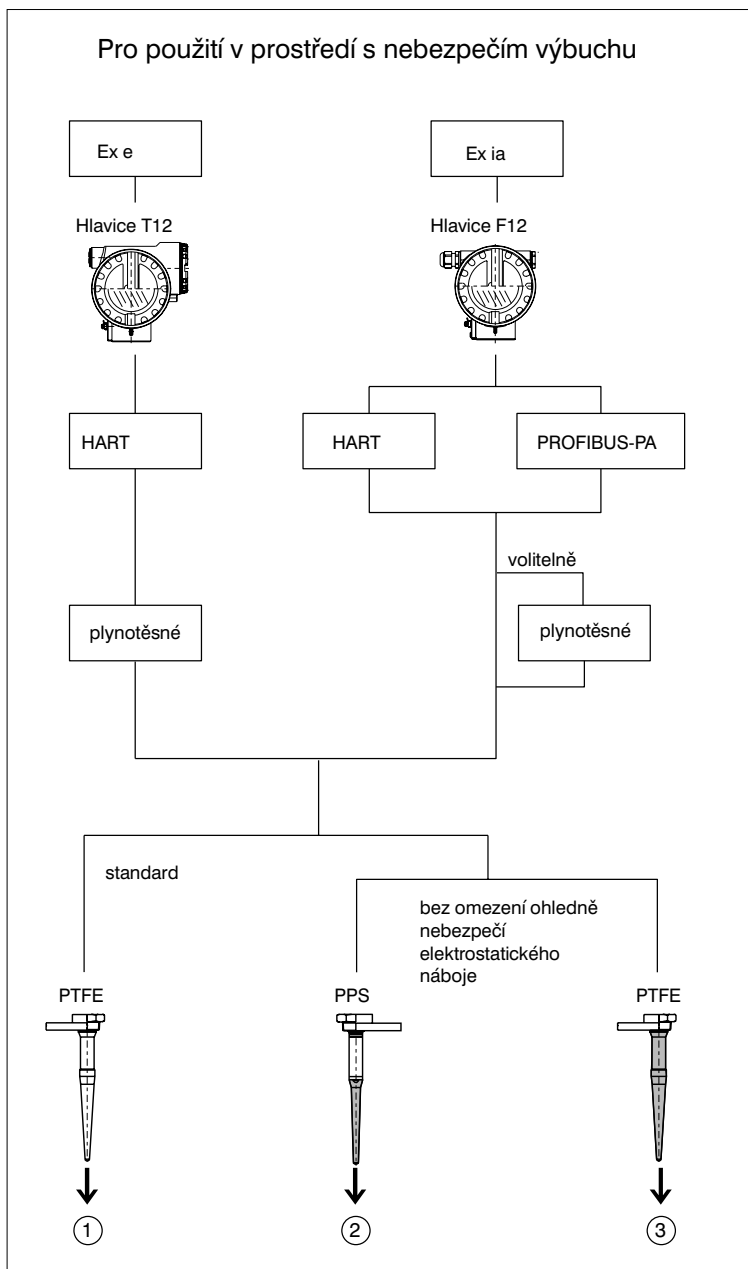 Pro použití v prostředí s nebezpečím výbuchu
Ex e
Ex ia
Hlavice T12
Hlavice F12
HART
HART
PROFIBUS-PA
volitelně
plynotěsné
plynotěsné
standard
bez omezení ohledně
nebezpečí
elektrostatického
náboje
PTFE
PPS
PTFE
1
2
3